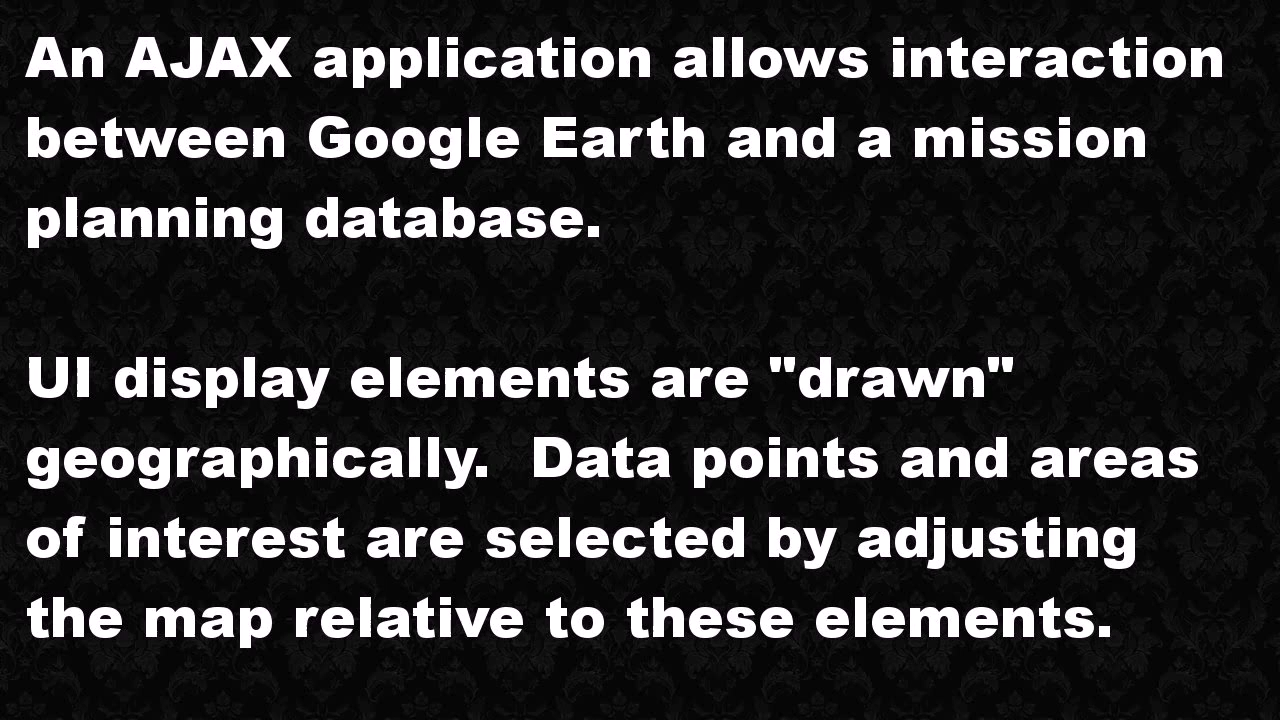 An AJAX application allows interaction
between Google Earth and a mission
planning database.
UI display elements are "drawn"
geographically.  Data points and areas
of interest are selected by adjusting
the map relative to these elements.